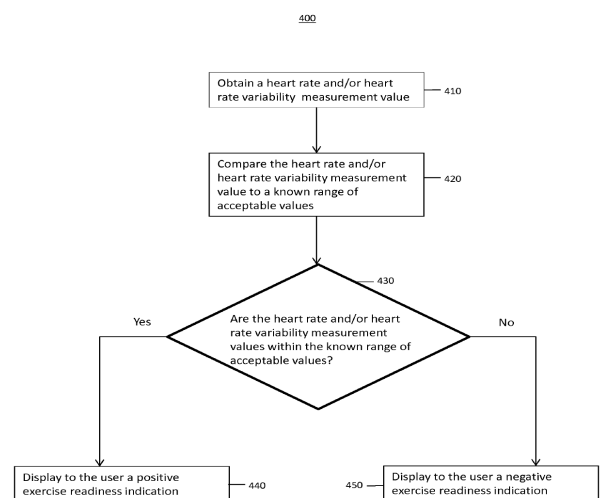 400
Obtain a heart rate and/or heart
rate variability measurement value
410
Compare the heart rate and/or
heart rate variability measurement
value to a known range of
acceptable values
420
430
Are the heart rate and/or heart
rate variability measurement
values within the known range of
acceptable values?
Yes
No
Display to the user a positive
exercise readiness indication
440
450
Display to the user a negative
exercise readiness indication